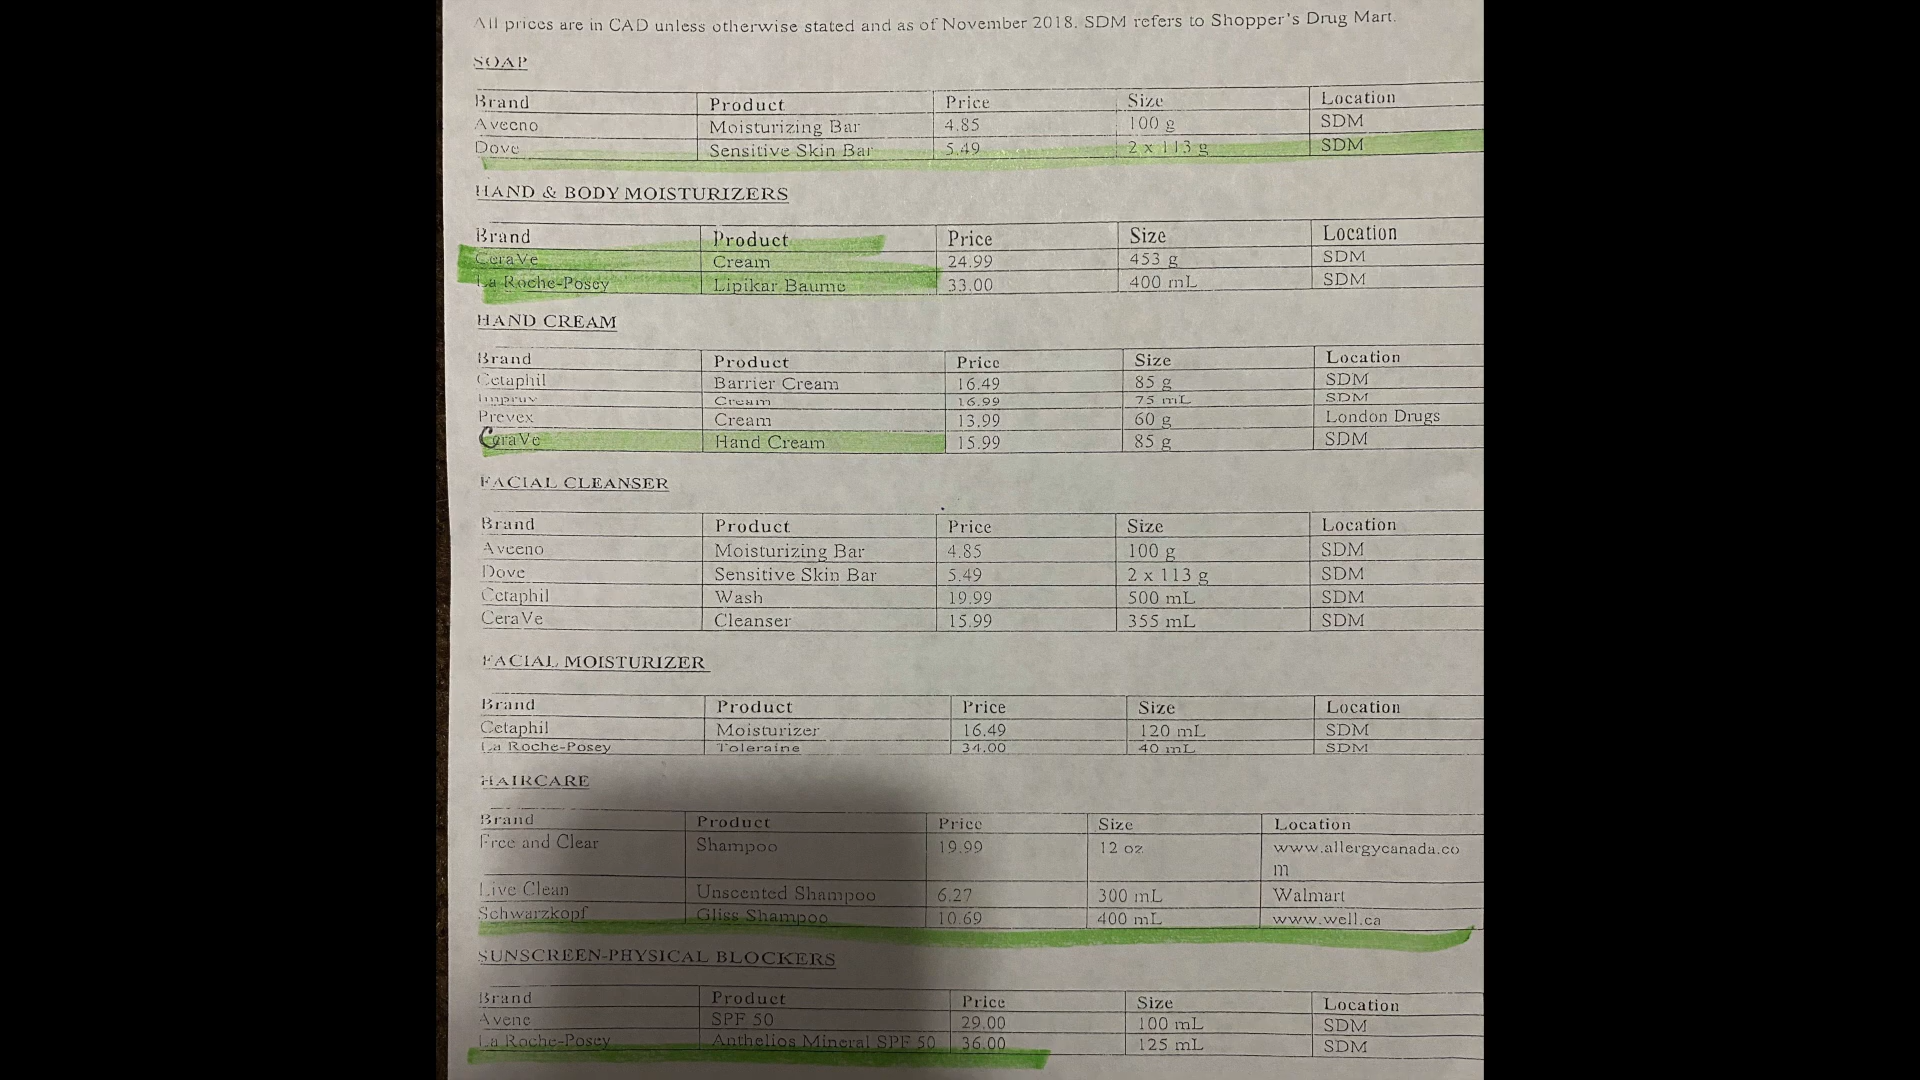 All prices are in CAD unless otherwise stated and as of November 2018. SDM refers to Shopper's Drug Mart.
SOAP
Brand Product Price Size Location
Aveeno Moisturizing Bar 4.85 100 g SDM
Dove Sensitive Skin Bar 5.49 2 x 113 g SDM
HAND & BODY MOISTURIZERS
Brand Product Price Size Location
CeraVe Cream 24.99 453 g SDM
La Roche-Posey Lipikar Baume 33.00 400 mL SDM
HAND CREAM
Brand Product Price Size Location
Cetaphil Barrier Cream 16.49 85 g SDM
Impruv Cream 16.99 75 mL SDM
Prevex Cream 13.99 60 g London Drugs
CeraVe Hand Cream 15.99 85 g SDM
FACIAL CLEANSER
Brand Product Price Size Location
Aveeno Moisturizing Bar 4.85 100 g SDM
Dove Sensitive Skin Bar 5.49 2 x 113 g SDM
Cetaphil Wash 19.99 500 mL SDM
CeraVe Cleanser 15.99 355 mL SDM
FACIAL MOISTURIZER
Brand Product Price Size Location
Cetaphil Moisturizer 16.49 120 mL SDM
La Roche-Posey Toleraine 34.00 40 mL SDM
HAIRCARE
Brand Product Price Size Location
Free and Clear Shampoo 19.99 12 oz www.allergycanada.co
m
Live Clean Unscented Shampoo 6.27 300 mL Walmart
Schwarzkopf Gliss Shampoo 10.69 400 mL www.well.ca
SUNSCREEN-PHYSICAL BLOCKERS
Brand Product Price Size Location
Avene SPF 50 29.00 100 mL SDM
La Roche-Posey Anthelios Mineral SPF 50 36.00 125 mL SDM